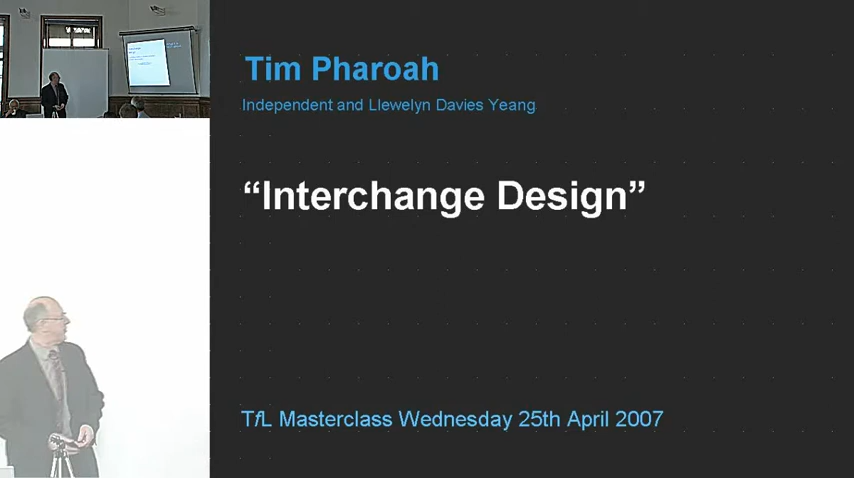 Tim Pharoah
Independent and Llewelyn Davies Yeang
“Interchange Design”
TfL Masterclass Wednesday 25th April 2007